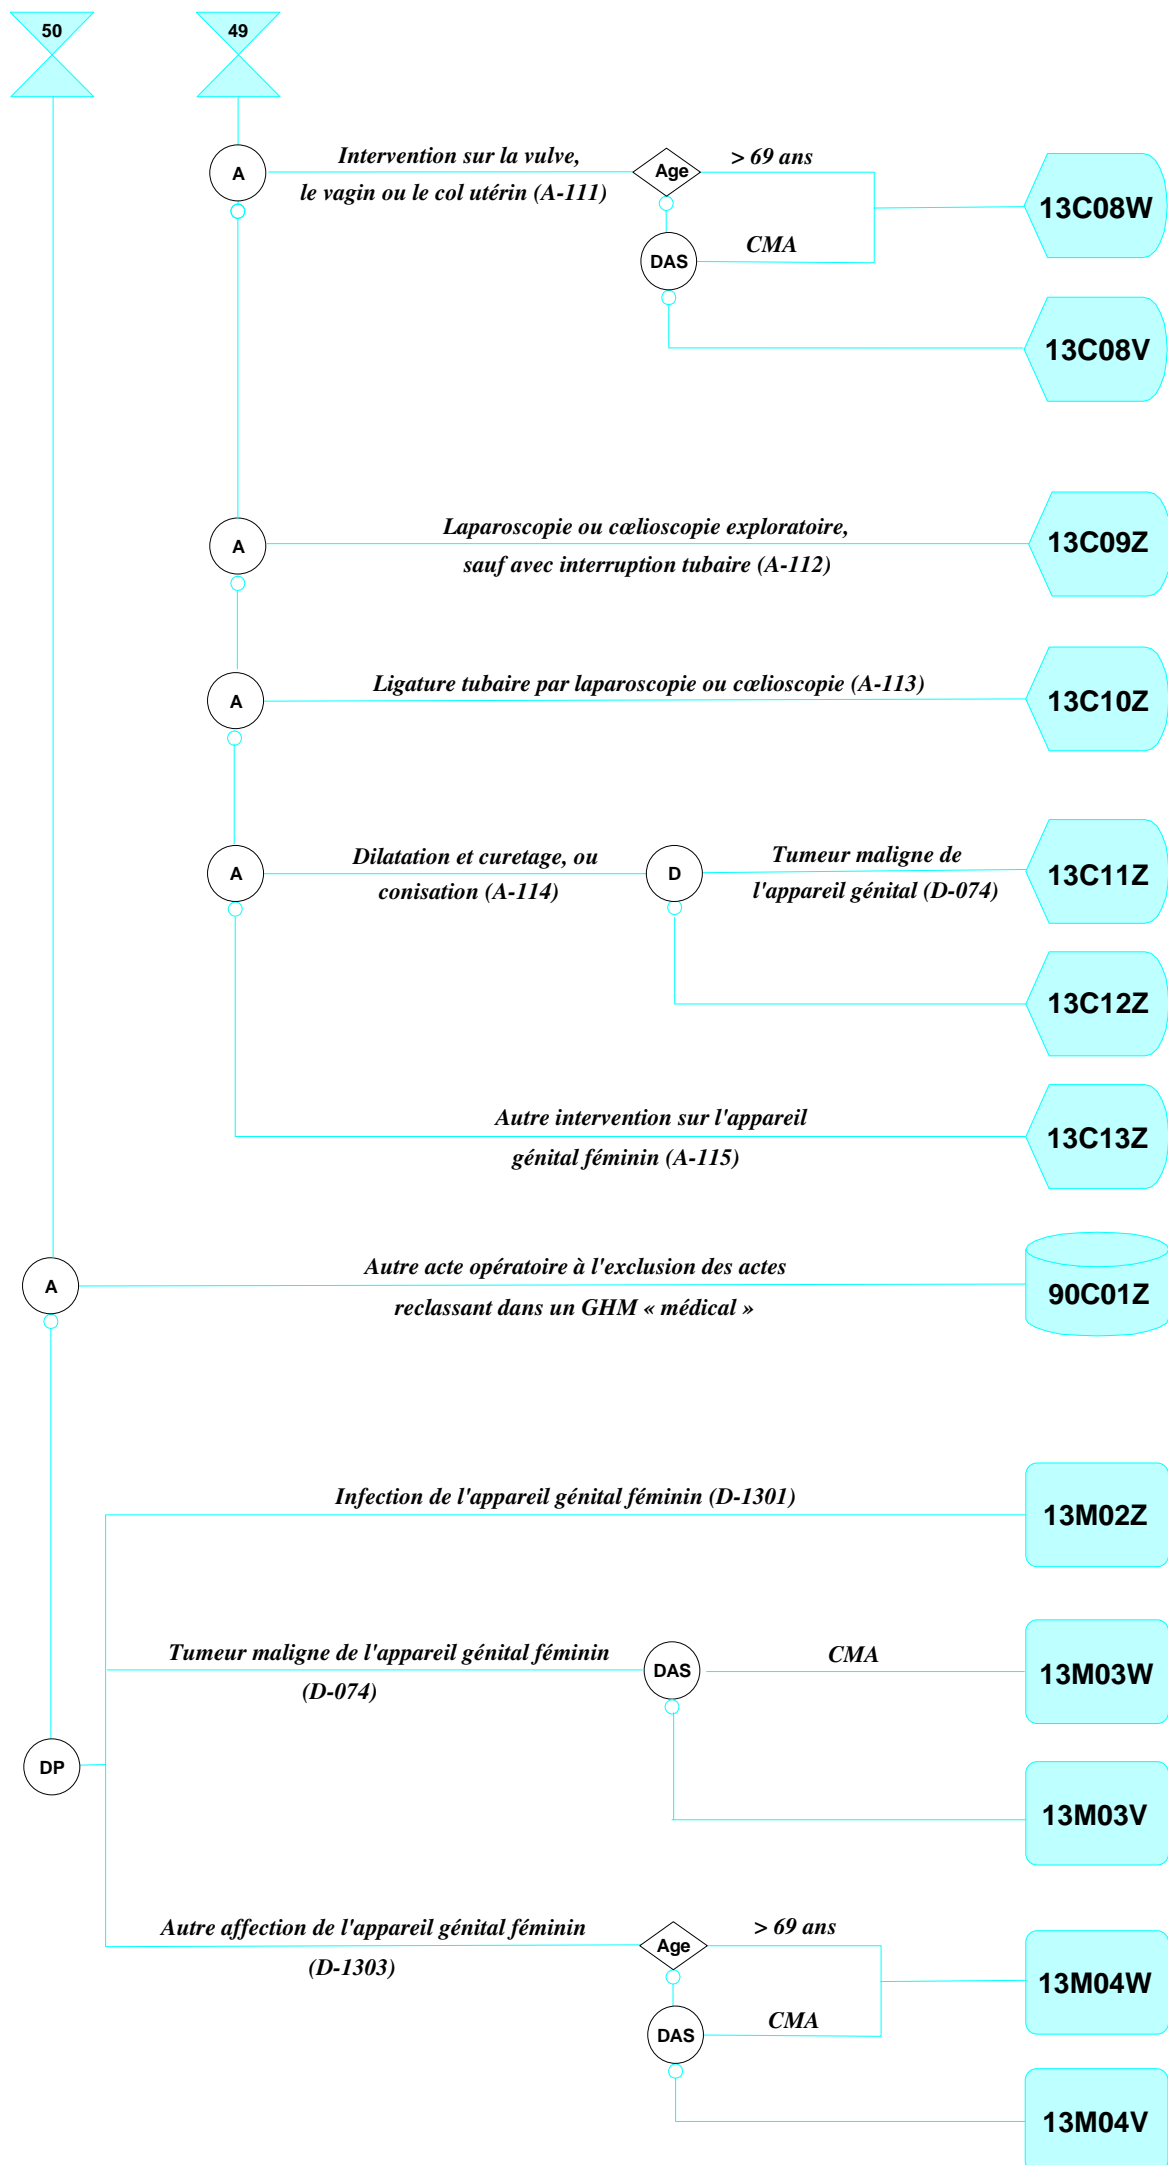 50
49
A
Intervention sur la vulve,
le vagin ou le col utérin (A-111)
Age
> 69 ans
DAS
CMA
13C08W
13C08V
A
Laparoscopie ou cœlioscopie exploratoire,
sauf avec interruption tubaire (A-112)
13C09Z
A
Ligature tubaire par laparoscopie ou cœlioscopie (A-113)
13C10Z
A
Dilatation et curetage, ou
conisation (A-114)
D
Tumeur maligne de
l'appareil génital (D-074)
13C11Z
13C12Z
Autre intervention sur l'appareil
génital féminin (A-115)
13C13Z
A
Autre acte opératoire à l'exclusion des actes
reclassant dans un GHM « médical »
90C01Z
Infection de l'appareil génital féminin (D-1301)
13M02Z
Tumeur maligne de l'appareil génital féminin
(D-074)
DAS
CMA
13M03W
DP
13M03V
Autre affection de l'appareil génital féminin
(D-1303)
Age
> 69 ans
DAS
CMA
13M04W
13M04V